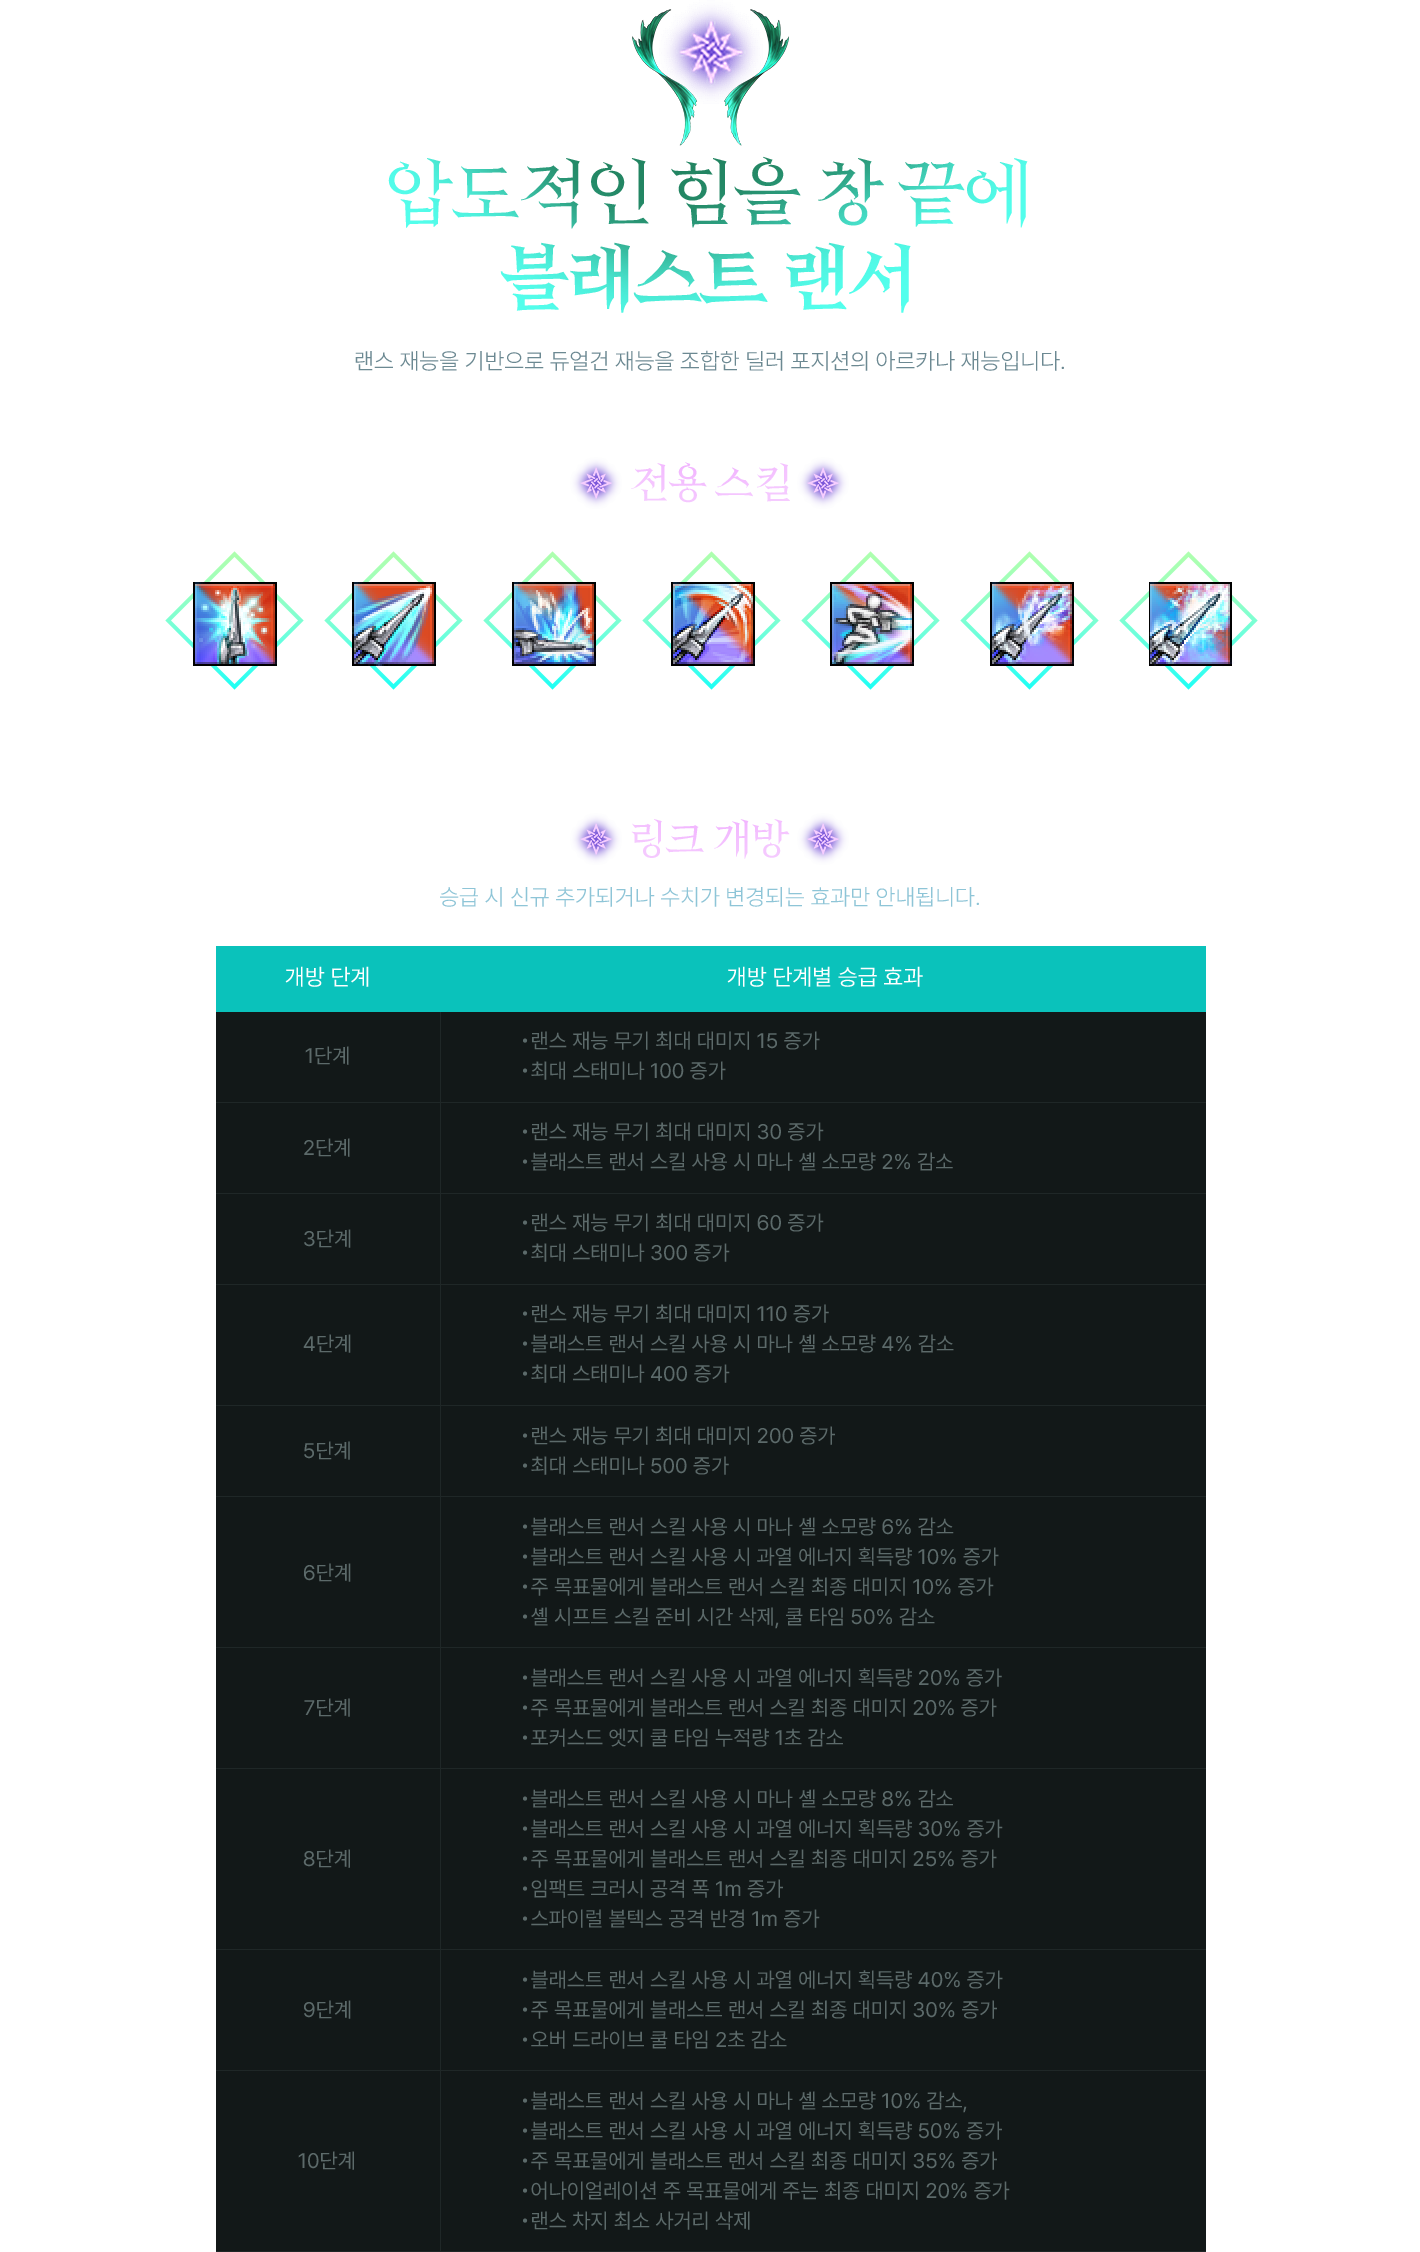 압도적인 힘을 창 끝에
블래스트 랜서
랜스 재능을 기반으로 듀얼건 재능을 조합한 딜러 포지션의 아르카나 재능입니다.
전용 스킬
링크 개방
승급 시 신규 추가되거나 수치가 변경되는 효과만 안내됩니다.
개방 단계 개방 단계별 승급 효과
1단계
•랜스 재능 무기 최대 대미지 15 증가
•최대 스태미나 100 증가
2단계
•랜스 재능 무기 최대 대미지 30 증가
•블래스트 랜서 스킬 사용 시 마나 셸 소모량 2% 감소
3단계
•랜스 재능 무기 최대 대미지 60 증가
•최대 스태미나 300 증가
4단계
•랜스 재능 무기 최대 대미지 110 증가
•블래스트 랜서 스킬 사용 시 마나 셸 소모량 4% 감소
•최대 스태미나 400 증가
5단계
•랜스 재능 무기 최대 대미지 200 증가
•최대 스태미나 500 증가
6단계
•블래스트 랜서 스킬 사용 시 마나 셸 소모량 6% 감소
•블래스트 랜서 스킬 사용 시 과열 에너지 획득량 10% 증가
•주 목표물에게 블래스트 랜서 스킬 최종 대미지 10% 증가
•셸 시프트 스킬 준비 시간 삭제, 쿨 타임 50% 감소
7단계
•블래스트 랜서 스킬 사용 시 과열 에너지 획득량 20% 증가
•주 목표물에게 블래스트 랜서 스킬 최종 대미지 20% 증가
•포커스드 엣지 쿨 타임 누적량 1초 감소
8단계
•블래스트 랜서 스킬 사용 시 마나 셸 소모량 8% 감소
•블래스트 랜서 스킬 사용 시 과열 에너지 획득량 30% 증가
•주 목표물에게 블래스트 랜서 스킬 최종 대미지 25% 증가
•임팩트 크러시 공격 폭 1m 증가
•스파이럴 볼텍스 공격 반경 1m 증가
9단계
•블래스트 랜서 스킬 사용 시 과열 에너지 획득량 40% 증가
•주 목표물에게 블래스트 랜서 스킬 최종 대미지 30% 증가
•오버 드라이브 쿨 타임 2초 감소
10단계
•블래스트 랜서 스킬 사용 시 마나 셸 소모량 10% 감소,
•블래스트 랜서 스킬 사용 시 과열 에너지 획득량 50% 증가
•주 목표물에게 블래스트 랜서 스킬 최종 대미지 35% 증가
•어나이얼레이션 주 목표물에게 주는 최종 대미지 20% 증가
•랜스 차지 최소 사거리 삭제